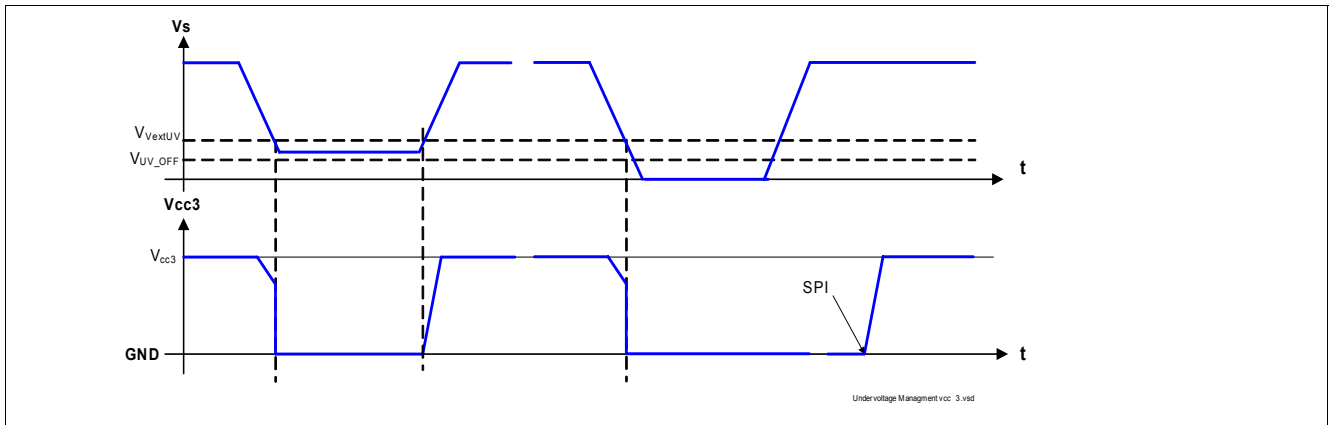 Vs
VVextUV
VUV_OFF
t
Vcc3
Vcc3
SPI
GND
t
Undervoltage Managment vcc 3.vsd